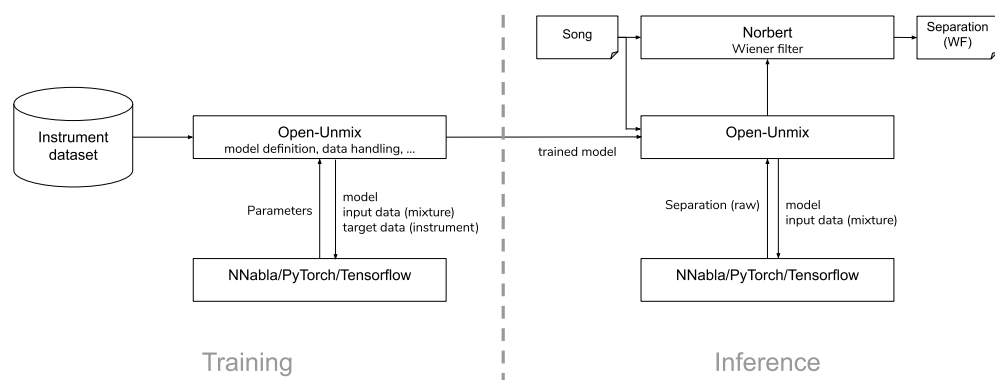 Instrument
dataset
Open-Unmix
model definition, data handling, ...
Parameters
model
input data (mixture)
target data (instrument)
NNabla/PyTorch/Tensorflow
Training
Song
Norbert
Wiener filter
Separation
(WF)
trained model
Open-Unmix
Separation (raw)
model
input data (mixture)
NNabla/PyTorch/Tensorflow
Inference